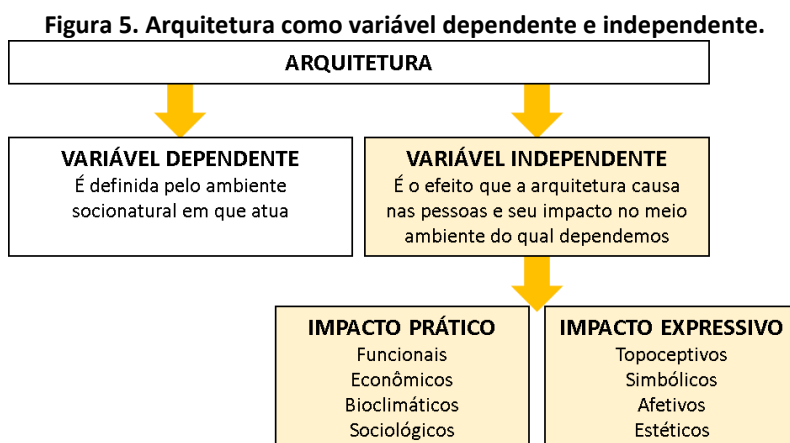 Figura 5. Arquitetura como variável dependente e independente.
ARQUITETURA
VARIÁVEL DEPENDENTE
É definida pelo ambiente
socionatural em que atua
VARIÁVEL INDEPENDENTE
É o efeito que a arquitetura causa
nas pessoas e seu impacto no meio
ambiente do qual dependemos
IMPACTO PRÁTICO
Funcionais
Econômicos
Bioclimáticos
Sociológicos
IMPACTO EXPRESSIVO
Topoceptivos
Simbólicos
Afetivos
Estéticos